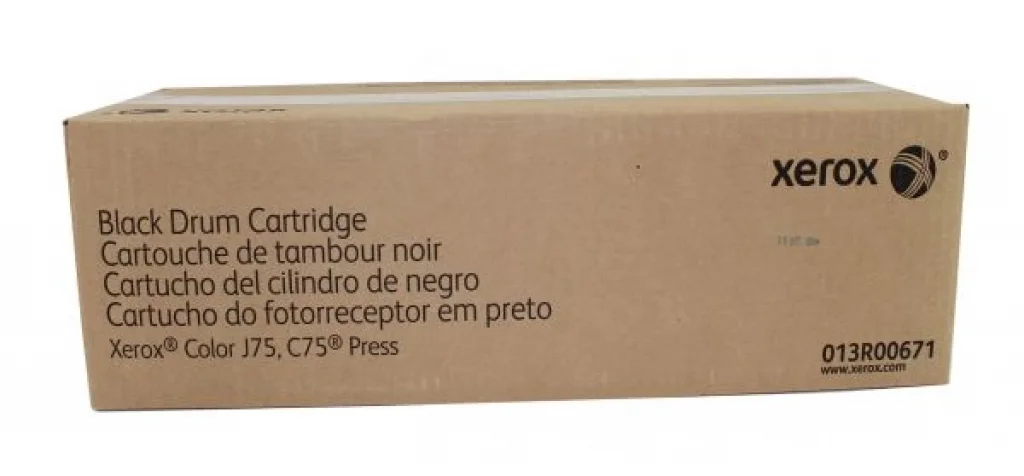 xerox
xerox®
Black Drum Cartridge
Cartouche de tambour noir
Cartucho del cilindro de negro
Cartucho do fotorreceptor em preto
Xerox® Color J75, C75® Press
013R00671
www.xerox.com